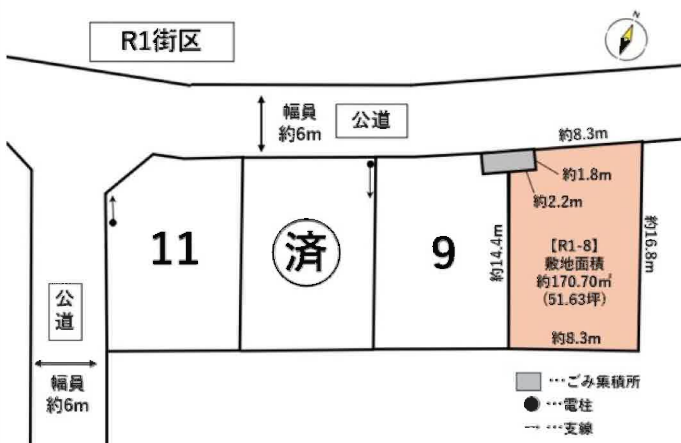 R1街区
N
幅員
約6m
公道
約8.3m
約1.8m
約2.2m
11
済
9
約14.4m
【R1-8】
敷地面積
約170.70㎡
(51.63坪)
約16.8m
約8.3m
公
道
幅員
約6m
…ごみ集積所
…電柱
…支線